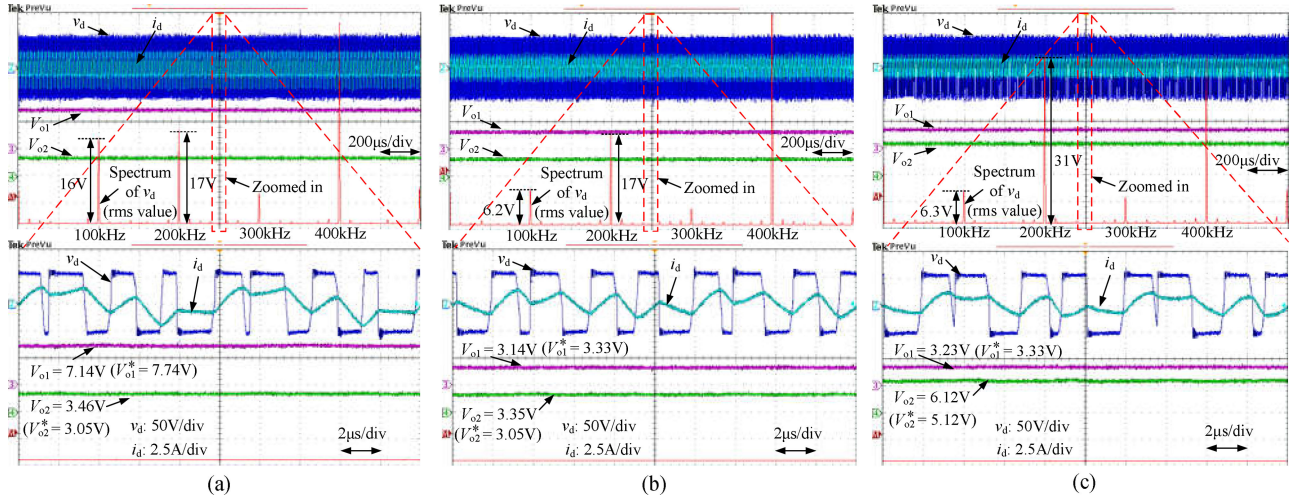 Tek PreVu
v_d
i_d
V_o1
V_o2
200μs/div
16V
17V
Spectrum
of v_d
(rms value)
Zoomed in
100kHz
200kHz
300kHz
400kHz
Tek PreVu
v_d
i_d
V_o1 = 7.14V (V*_o1 = 7.74V)
V_o2 = 3.46V
(V*_o2 = 3.05V)
v_d: 50V/div
i_d: 2.5A/div
2μs/div
(a)
Tek PreVu
v_d
i_d
V_o1
V_o2
200μs/div
6.2V
17V
Spectrum
of v_d
(rms value)
Zoomed in
100kHz
200kHz
300kHz
400kHz
Tek PreVu
v_d
i_d
V_o1 = 3.14V (V*_o1 = 3.33V)
V_o2 = 3.35V
(V*_o2 = 3.05V)
v_d: 50V/div
i_d: 2.5A/div
2μs/div
(b)
Tek PreVu
v_d
i_d
V_o1
V_o2
200μs/div
6.3V
31V
Spectrum
of v_d
(rms value)
Zoomed in
100kHz
200kHz
300kHz
400kHz
Tek PreVu
v_d
i_d
V_o1 = 3.23V (V*_o1 = 3.33V)
V_o2 = 6.12V
(V*_o2 = 5.12V)
v_d: 50V/div
i_d: 2.5A/div
2μs/div
(c)